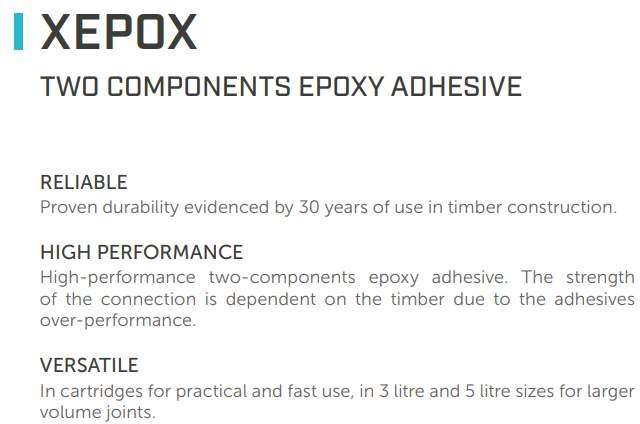 XEPOX
TWO COMPONENTS EPOXY ADHESIVE
RELIABLE
Proven durability evidenced by 30 years of use in timber construction.
HIGH PERFORMANCE
High-performance two-components epoxy adhesive. The strength
of the connection is dependent on the timber due to the adhesives
over-performance.
VERSATILE
In cartridges for practical and fast use, in 3 litre and 5 litre sizes for larger
volume joints.